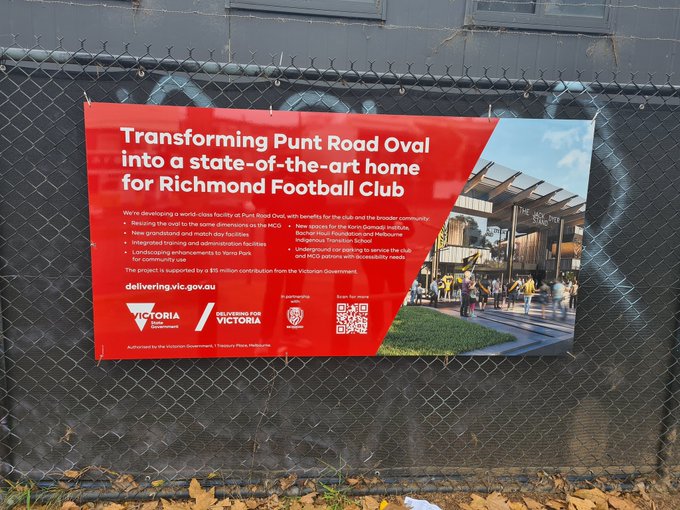 Transforming Punt Road Oval
into a state-of-the-art home
for Richmond Football Club
We're developing a world-class facility at Punt Road Oval, with benefits for the club and the broader community:
• Resizing the oval to the same dimensions as the MCG
• New grandstand and match day facilities
• Integrated training and administration facilities
• Landscaping enhancements to Yarra Park
for community use
• New spaces for the Korin Gamadji Institute,
Bachar Houli Foundation and Melbourne
Indigenous Transition School
• Underground car parking to service the club
and MCG patrons with accessibility needs
The project is supported by a $15 million contribution from the Victorian Government.
delivering.vic.gov.au
VICTORIA
State
Government
DELIVERING FOR
VICTORIA
In partnership
with:
Scan for more
Authorised by the Victorian Government, 1 Treasury Place, Melbourne.
THE JACK DYER
STAND